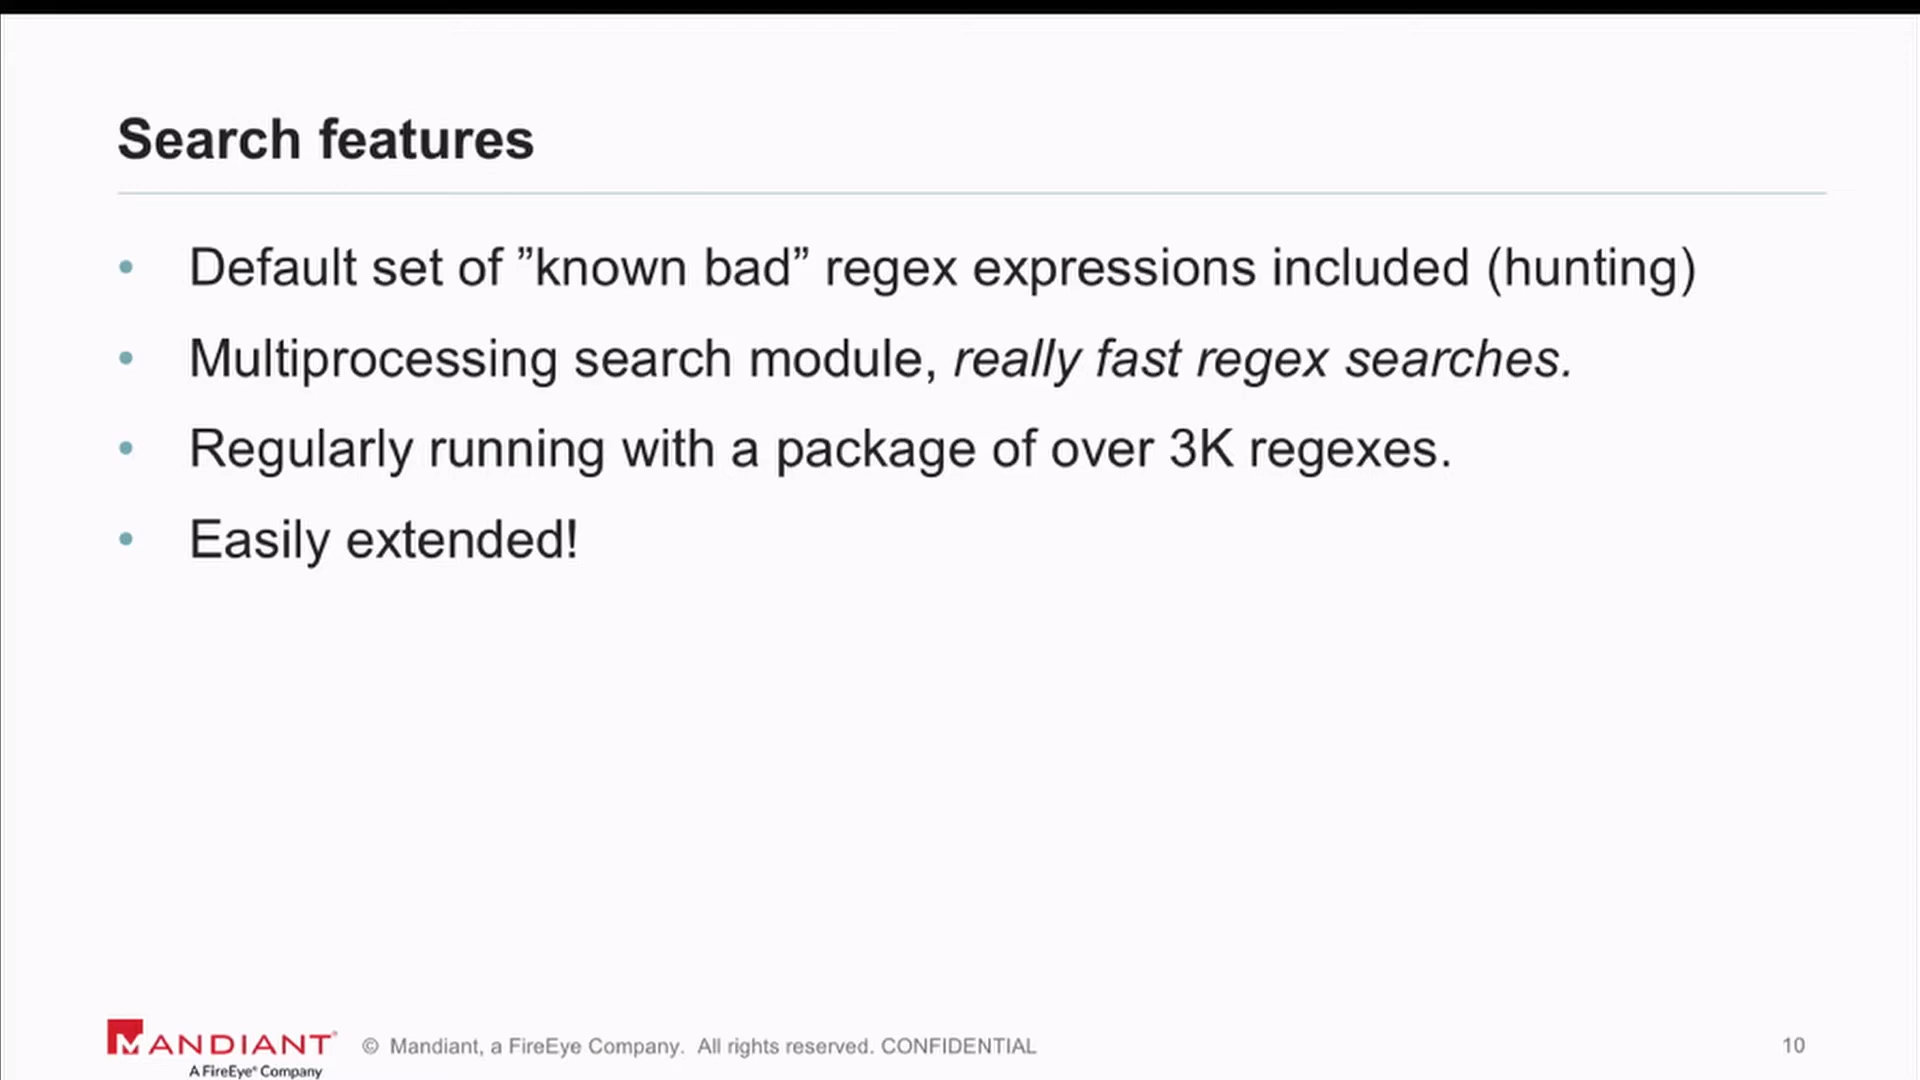 Search features
• Default set of ”known bad” regex expressions included (hunting)
• Multiprocessing search module, really fast regex searches.
• Regularly running with a package of over 3K regexes.
• Easily extended!
MANDIANT®
A FireEye® Company
© Mandiant, a FireEye Company. All rights reserved. CONFIDENTIAL
10